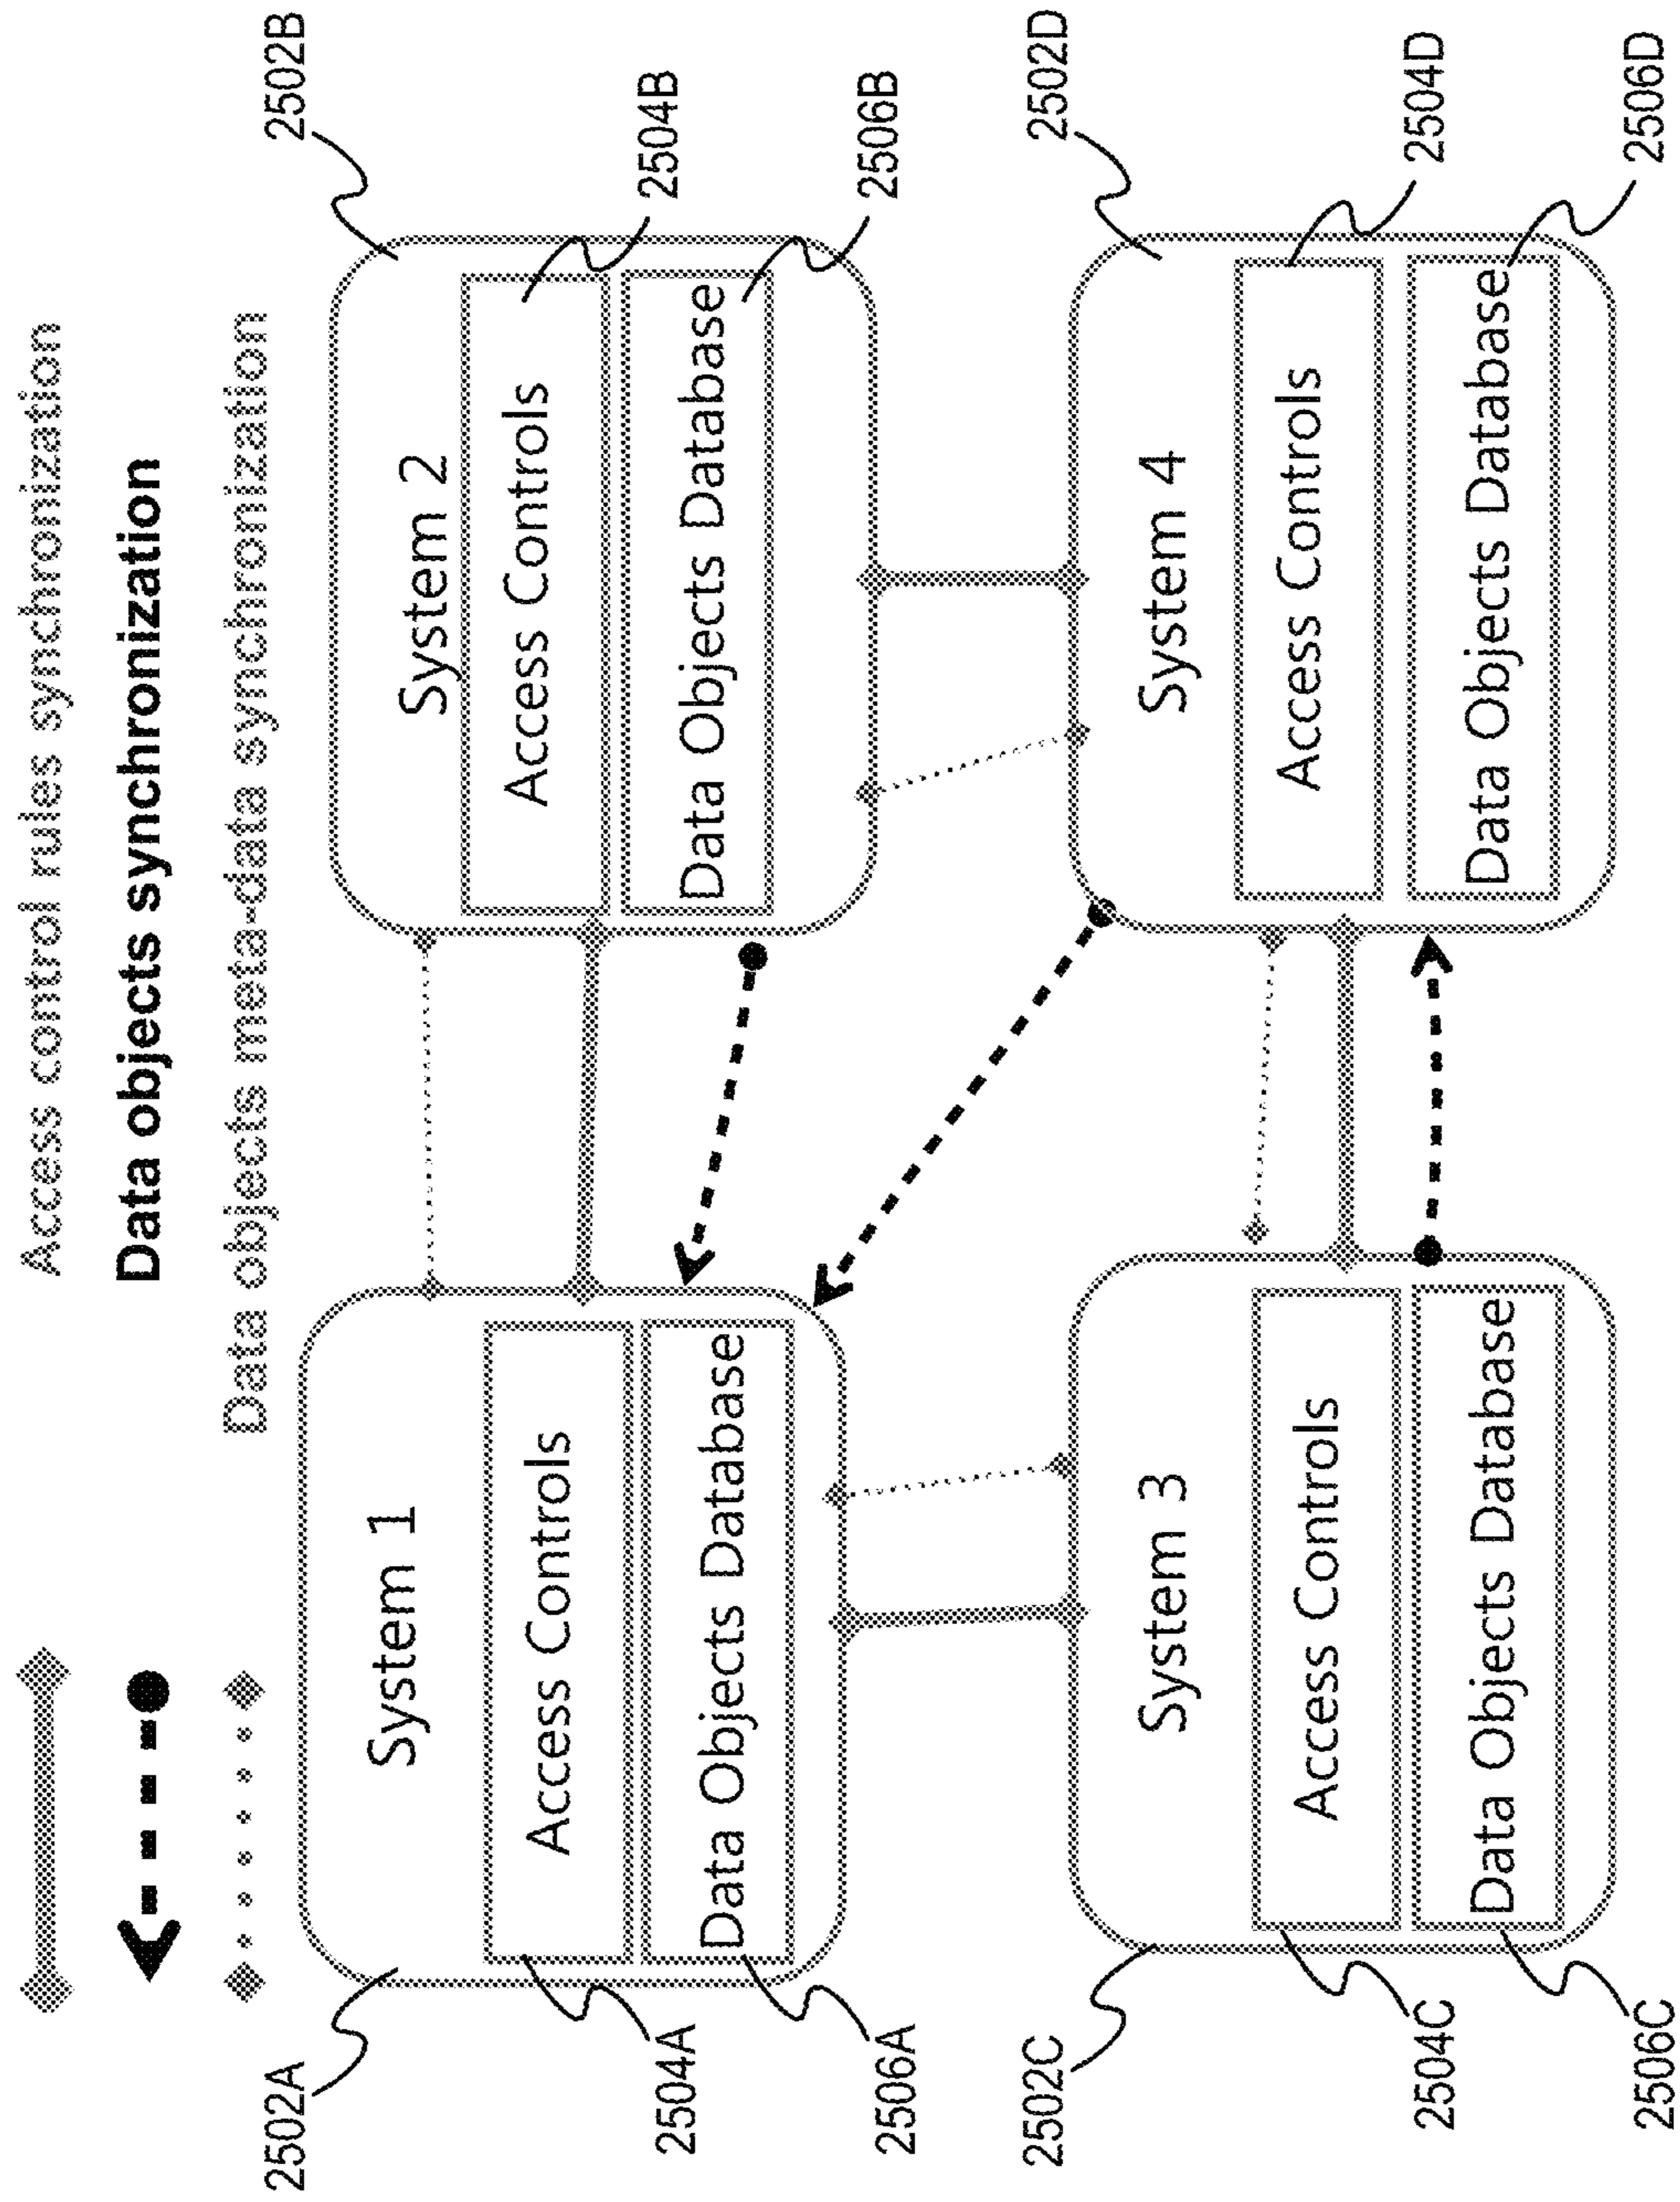 Access control rules synchronization
Data objects synchronization
Data objects meta-data synchronization
2502A
System 1
Access Controls
2504A
Data Objects Database
2506A
2502B
System 2
Access Controls
2504B
Data Objects Database
2506B
2502C
System 3
Access Controls
2504C
Data Objects Database
2506C
2502D
System 4
Access Controls
2504D
Data Objects Database
2506D